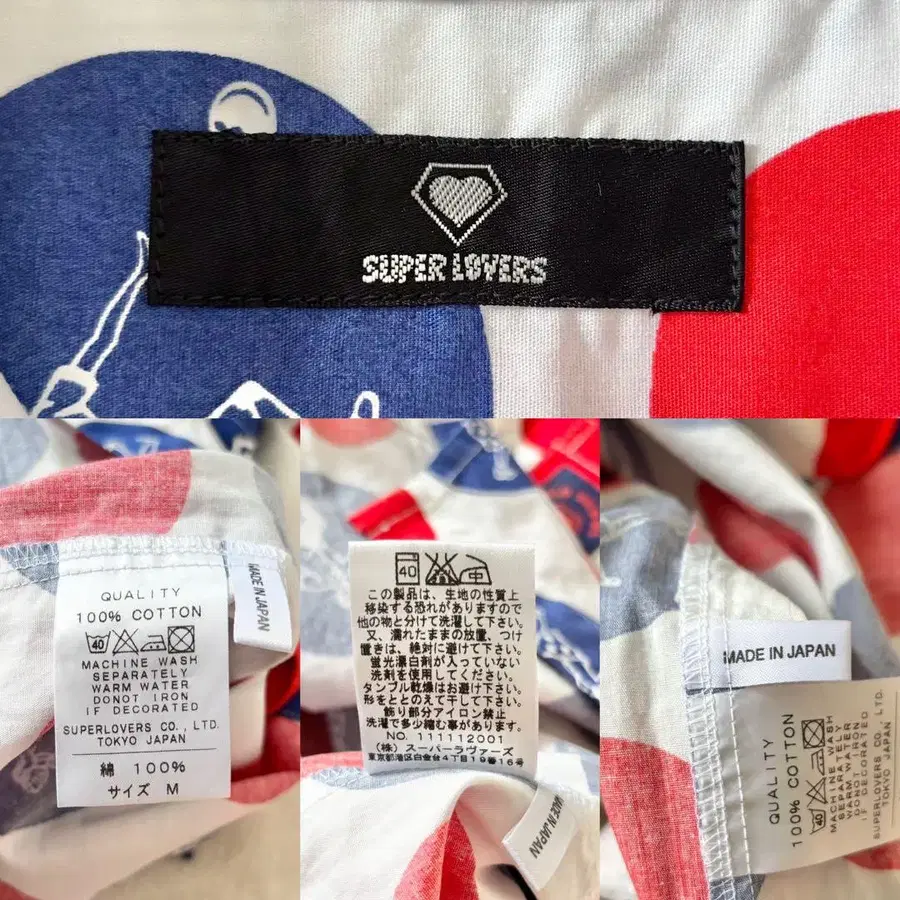 SUPER LOVERS
QUALITY
100% COTTON
40
MACHINE WASH
SEPARATELY
WARM WATER
DONOT IRON
IF DECORATED
SUPERLOVERS CO., LTD.
TOKYO JAPAN
綿 100%
サイズ M
MADE IN JAPAN
40
この製品は、生地の性質上
移染する恐れがありますので
他の物と分けて洗濯して下さい。
又、濡れたままの放置、つけ
置きは、絶対に避けて下さい。
蛍光漂白剤が入っていない
洗剤を使用してください。
タンブル乾燥はお避け下さい。
形をととのえて干して下さい。
飾り部分アイロン禁止
洗濯で多少縮む事があります。
NO. 111112001
(株) スーパーラヴァーズ
東京都港区白金台4丁目19番16号
MADE IN JAPAN
MADE IN JAPAN
QUALITY
100% COTTON
40
MACHINE WASH
SEPARATELY
WARM WATER
DONOT IRON
IF DECORATED
SUPERLOVERS CO., LTD.
TOKYO JAPAN